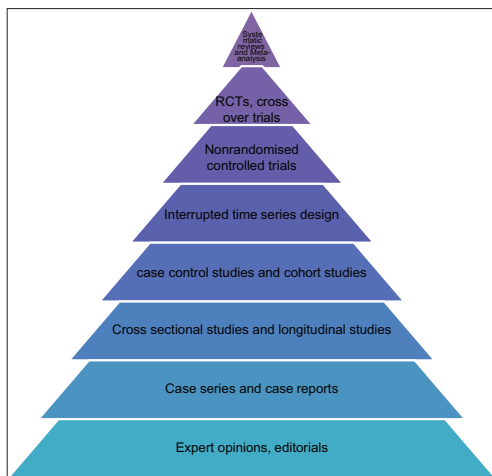 Syste
matic
reviews
and Meta-
analysis
RCTs, cross
over trials
Nonrandomised
controlled trials
Interrupted time series design
case control studies and cohort studies
Cross sectional studies and longitudinal studies
Case series and case reports
Expert opinions, editorials